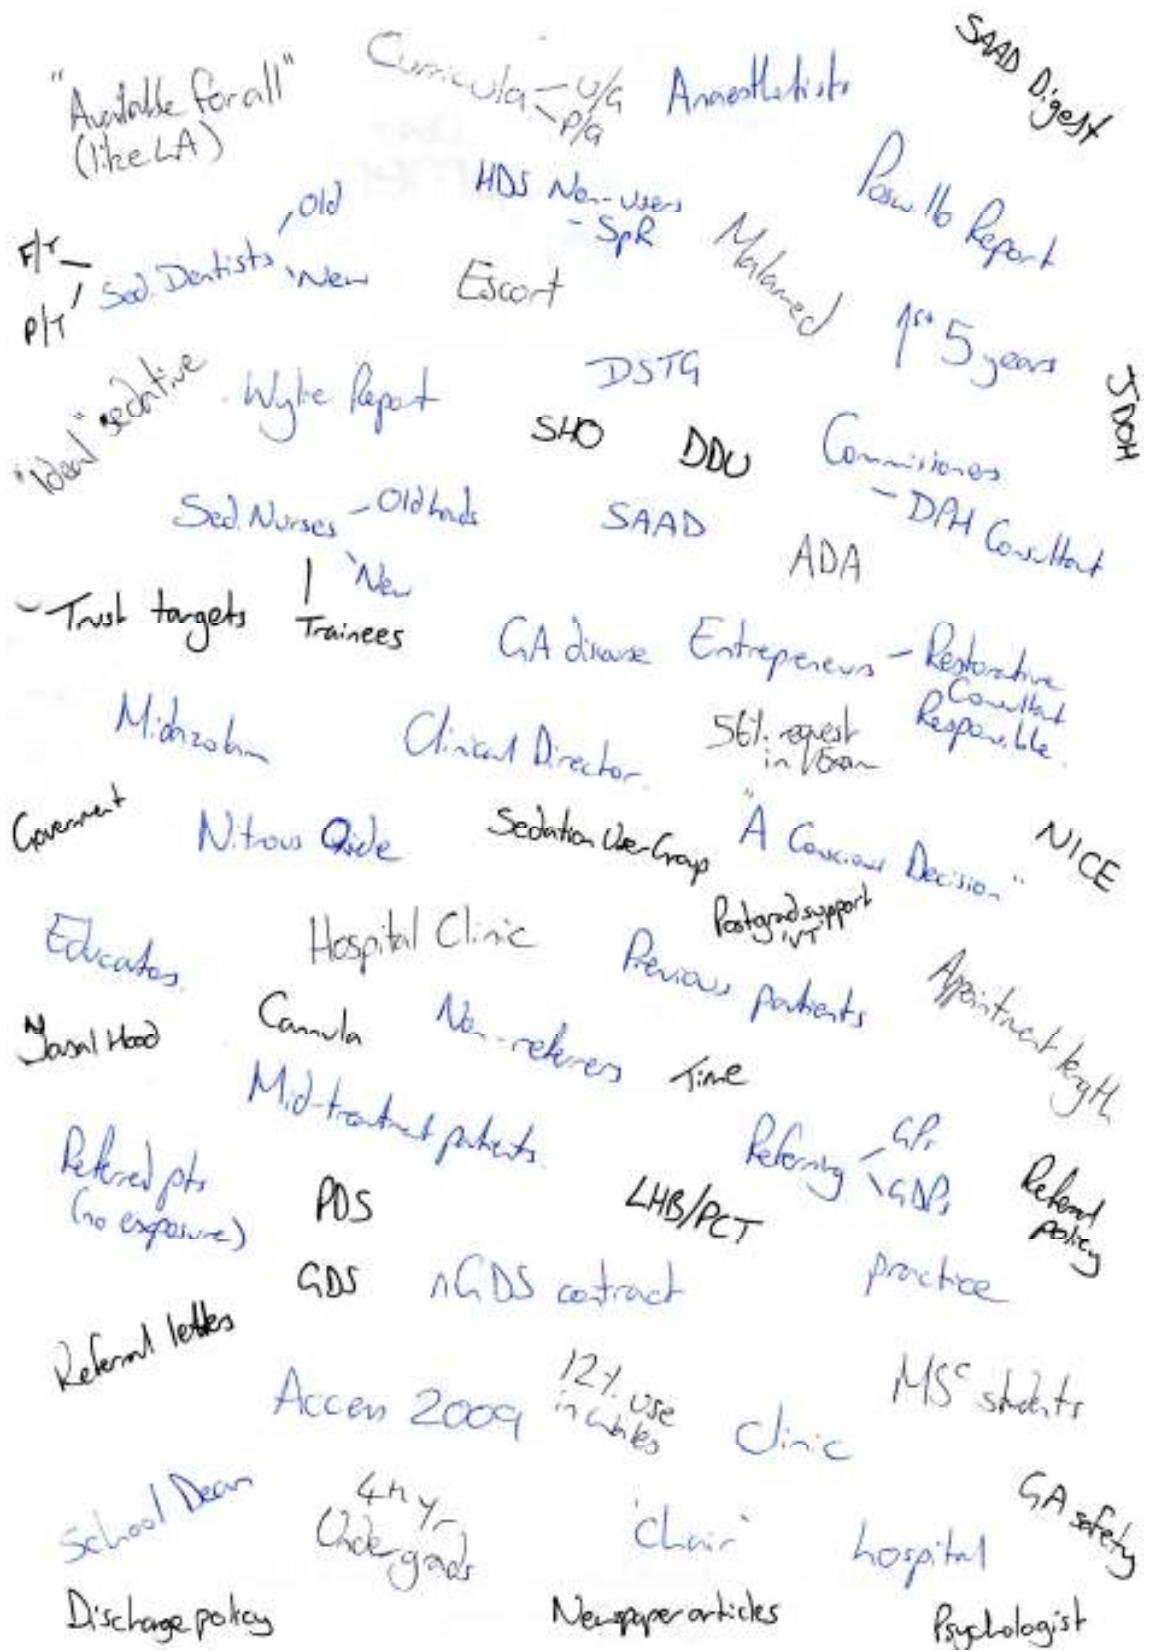 "Available for all"
(like LA)
Curricula - u/g
- p/g
Anaesthetists
SAAD Digest
HDS Non-users
- SpR
Poswillo Report
F/T
P/T
Sed. Dentists
Old
New
Escort
Malamed
1st 5 years
"ideal" sedative
Wylie Report
DSTG
JDOH
SHO
DDU
Commissioners
- DPH Consultant
Sed. Nurses - Old hands
New
Trainees
SAAD
ADA
Trust targets
GA disease
Entrepeneurs - Restorative
Consultant
Responsible.
Midazolam
Clinical Director.
56% request
in
Government
Nitrous Oxide
Sedation User Group
"A Conscious Decision"
NICE
Educators.
Hospital Clinic
Postgrad support
"VT"
Previous patients
Appointment length
Nasal Hood
Cannula
Non-referrers
Time
Mid-treatment patients.
Referring
GPs
GDPs
Referral
policy
Referred pts
(no exposure)
PDS
LHB/PCT
GDS
nGDS contract
practice
Referral letters
Access 2009
12% use
in
clinic
MSc students
School Dean
4th yr
Undergrads
'Chair'
hospital
GA safety
Discharge policy
Newspaper articles
Psychologist